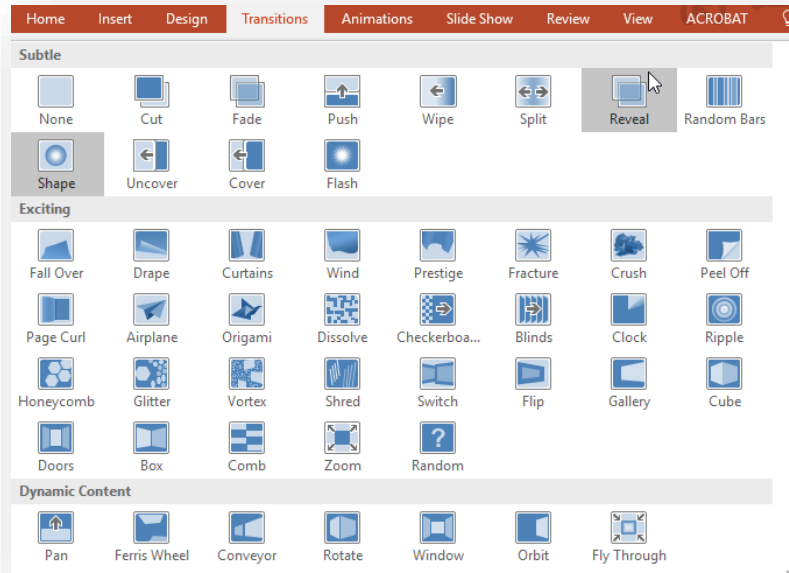 Home Insert Design Transitions Animations Slide Show Review View ACROBAT
Subtle
None Cut Fade Push Wipe Split Reveal Random Bars
Shape Uncover Cover Flash
Exciting
Fall Over Drape Curtains Wind Prestige Fracture Crush Peel Off
Page Curl Airplane Origami Dissolve Checkerboa... Blinds Clock Ripple
Honeycomb Glitter Vortex Shred Switch Flip Gallery Cube
Doors Box Comb Zoom ? Random
Dynamic Content
Pan Ferris Wheel Conveyor Rotate Window Orbit Fly Through